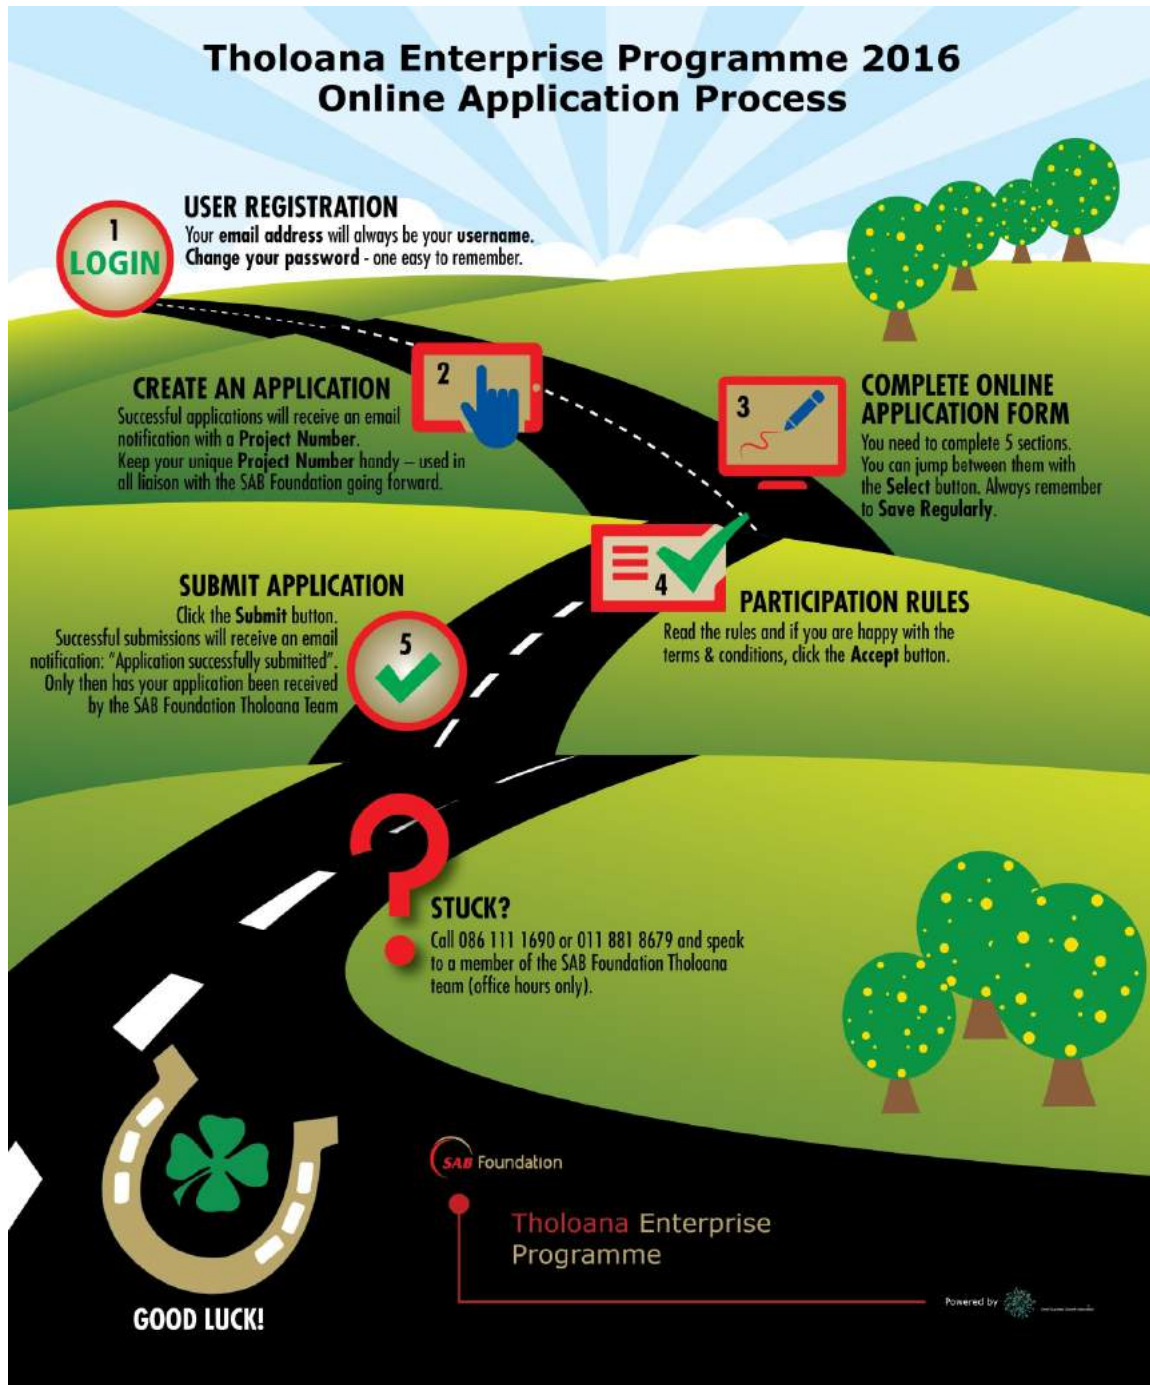 Tholoana Enterprise Programme 2016
Online Application Process
1
LOGIN
USER REGISTRATION
Your email address will always be your username.
Change your password - one easy to remember.
2
CREATE AN APPLICATION
Successful applications will receive an email
notification with a Project Number.
Keep your unique Project Number handy – used in
all liaison with the SAB Foundation going forward.
3
COMPLETE ONLINE
APPLICATION FORM
You need to complete 5 sections.
You can jump between them with
the Select button. Always remember
to Save Regularly.
4
PARTICIPATION RULES
Read the rules and if you are happy with the
terms & conditions, click the Accept button.
5
SUBMIT APPLICATION
Click the Submit button.
Successful submissions will receive an email
notification: "Application successfully submitted".
Only then has your application been received
by the SAB Foundation Tholoana Team
?
STUCK?
Call 086 111 1690 or 011 881 8679 and speak
to a member of the SAB Foundation Tholoana
team (office hours only).
GOOD LUCK!
SAB Foundation
Tholoana Enterprise
Programme
Powered by